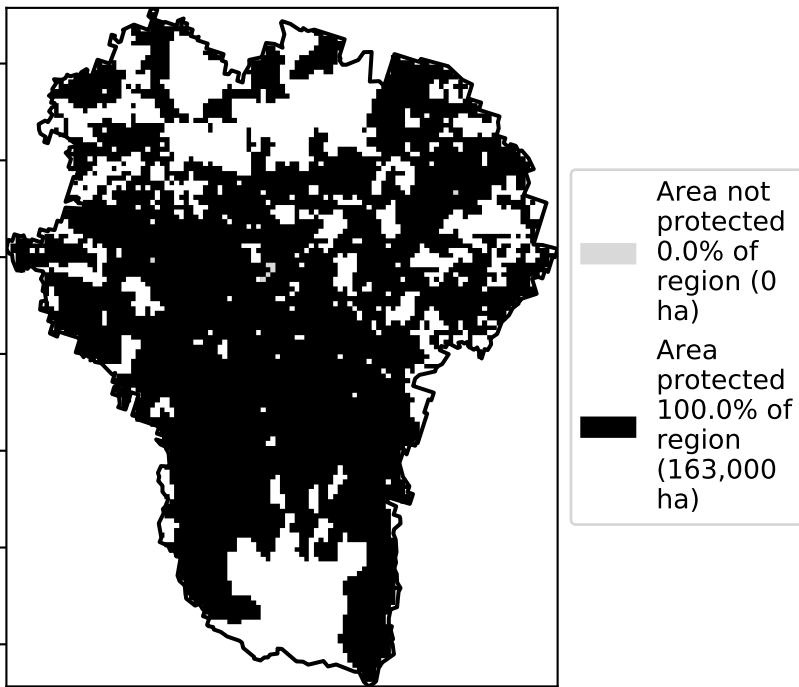 Area not
protected
0.0% of
region (0
ha)
Area
protected
100.0% of
region
(163,000
ha)